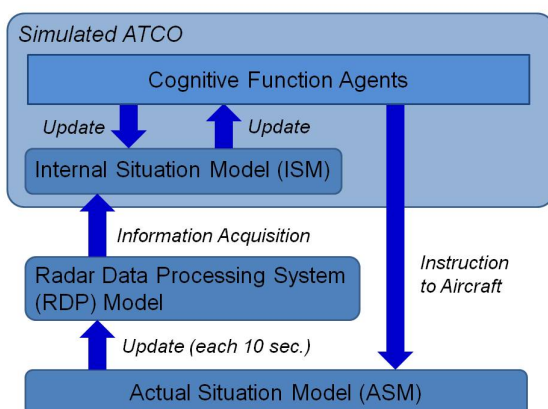 Simulated ATCO
Cognitive Function Agents
Update
Update
Internal Situation Model (ISM)
Information Acquisition
Radar Data Processing System
(RDP) Model
Instruction
to Aircraft
Update (each 10 sec.)
Actual Situation Model (ASM)